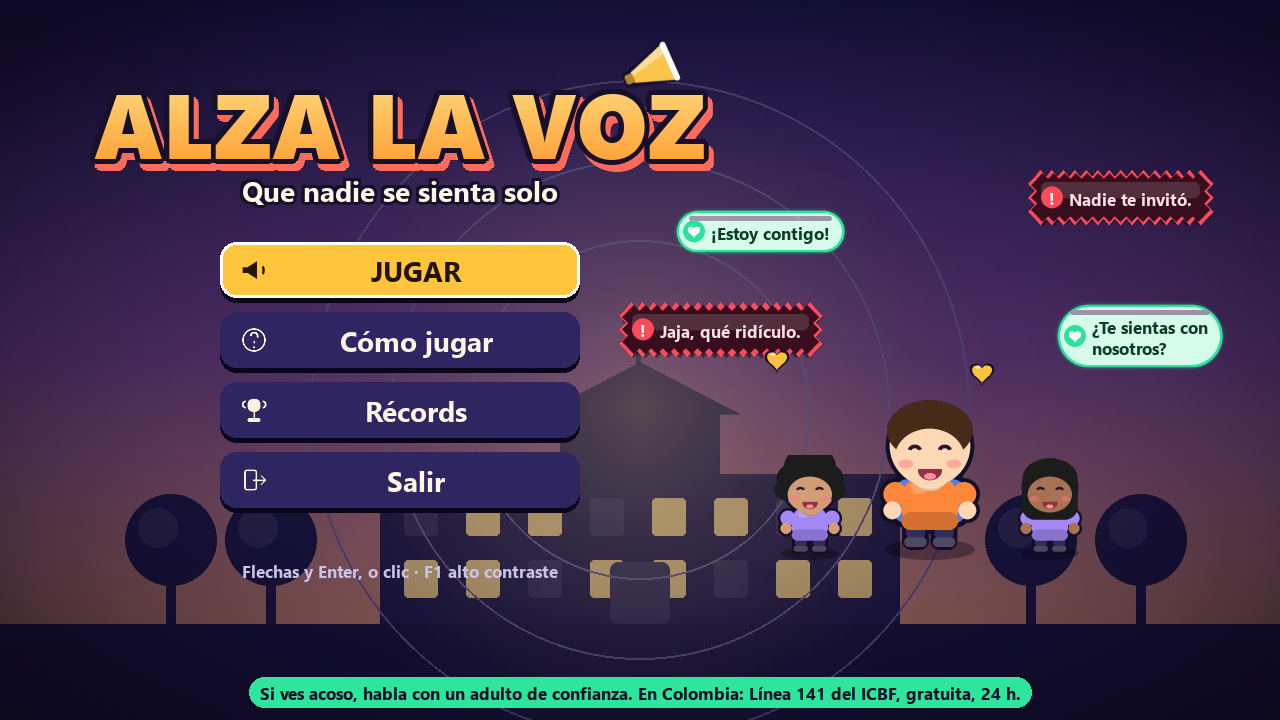 ALZA LA VOZ
Que nadie se sienta solo
Nadie te invitó.
¡Estoy contigo!
JUGAR
Jaja, qué ridículo.
¿Te sientas con
nosotros?
Cómo jugar
Récords
Salir
Flechas y Enter, o clic · F1 alto contraste
Si ves acoso, habla con un adulto de confianza. En Colombia: Línea 141 del ICBF, gratuita, 24 h.